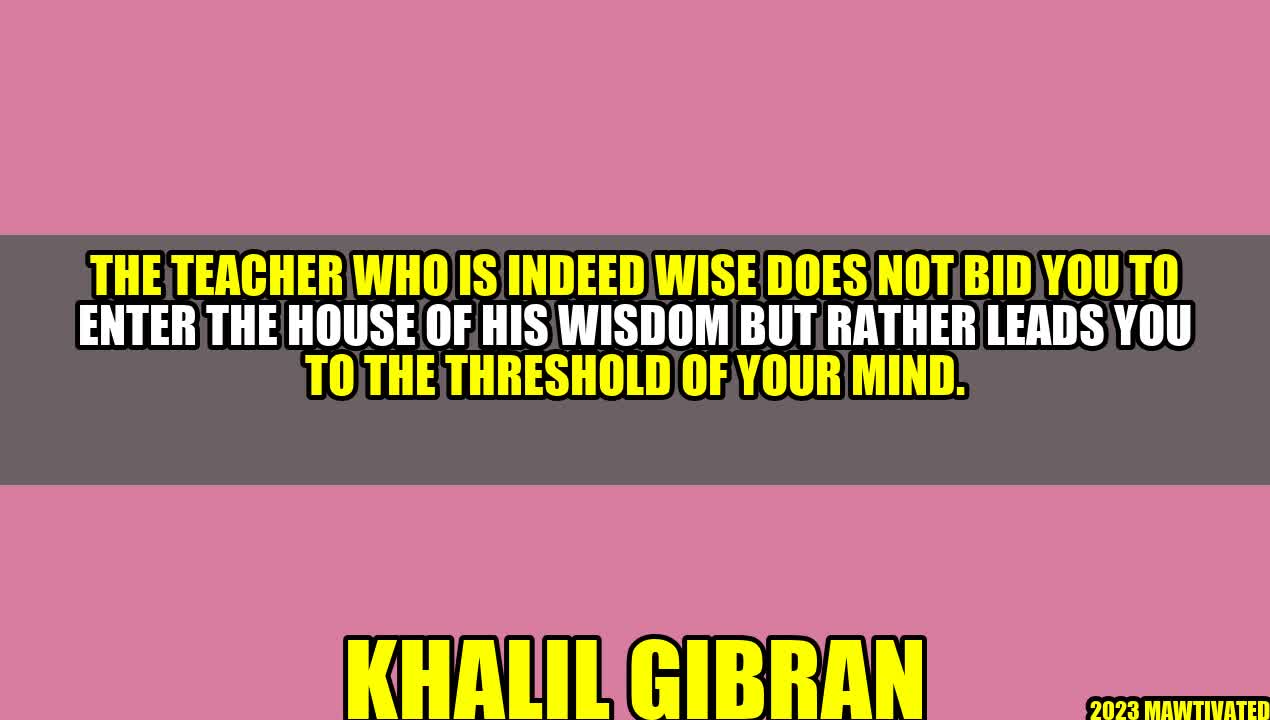 THE TEACHER WHO IS INDEED WISE DOES NOT BID YOU TO
ENTER THE HOUSE OF HIS WISDOM BUT RATHER LEADS YOU
TO THE THRESHOLD OF YOUR MIND.
KHALIL GIBRAN
2023 MAWTIVATED